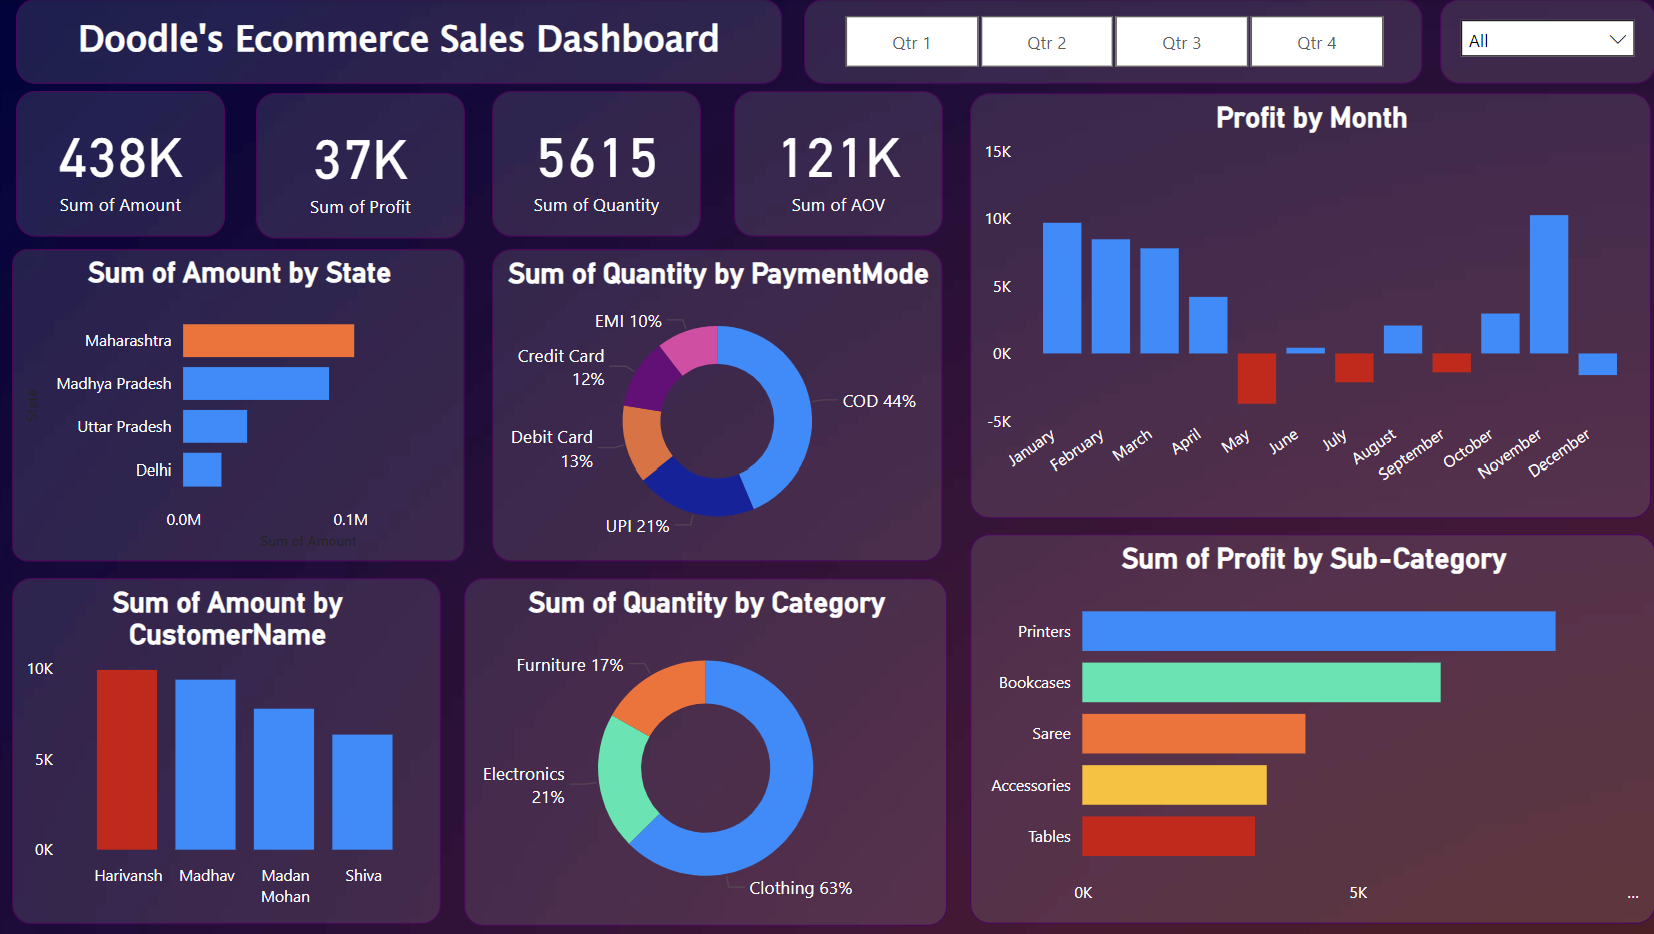 Doodle's Ecommerce Sales Dashboard
Qtr 1
Qtr 2
Qtr 3
Qtr 4
All
438K
Sum of Amount
37K
Sum of Profit
5615
Sum of Quantity
121K
Sum of AOV
Profit by Month
15K
10K
5K
0K
-5K
January
February
March
April
May
June
July
August
September
October
November
December
Sum of Amount by State
State
Maharashtra
Madhya Pradesh
Uttar Pradesh
Delhi
0.0M
0.1M
Sum of Amount
Sum of Quantity by PaymentMode
EMI 10%
Credit Card
12%
Debit Card
13%
UPI 21%
COD 44%
Sum of Amount by
CustomerName
10K
5K
0K
Harivansh
Madhav
Madan
Mohan
Shiva
Sum of Quantity by Category
Furniture 17%
Electronics
21%
Clothing 63%
Sum of Profit by Sub-Category
Printers
Bookcases
Saree
Accessories
Tables
0K
5K
...